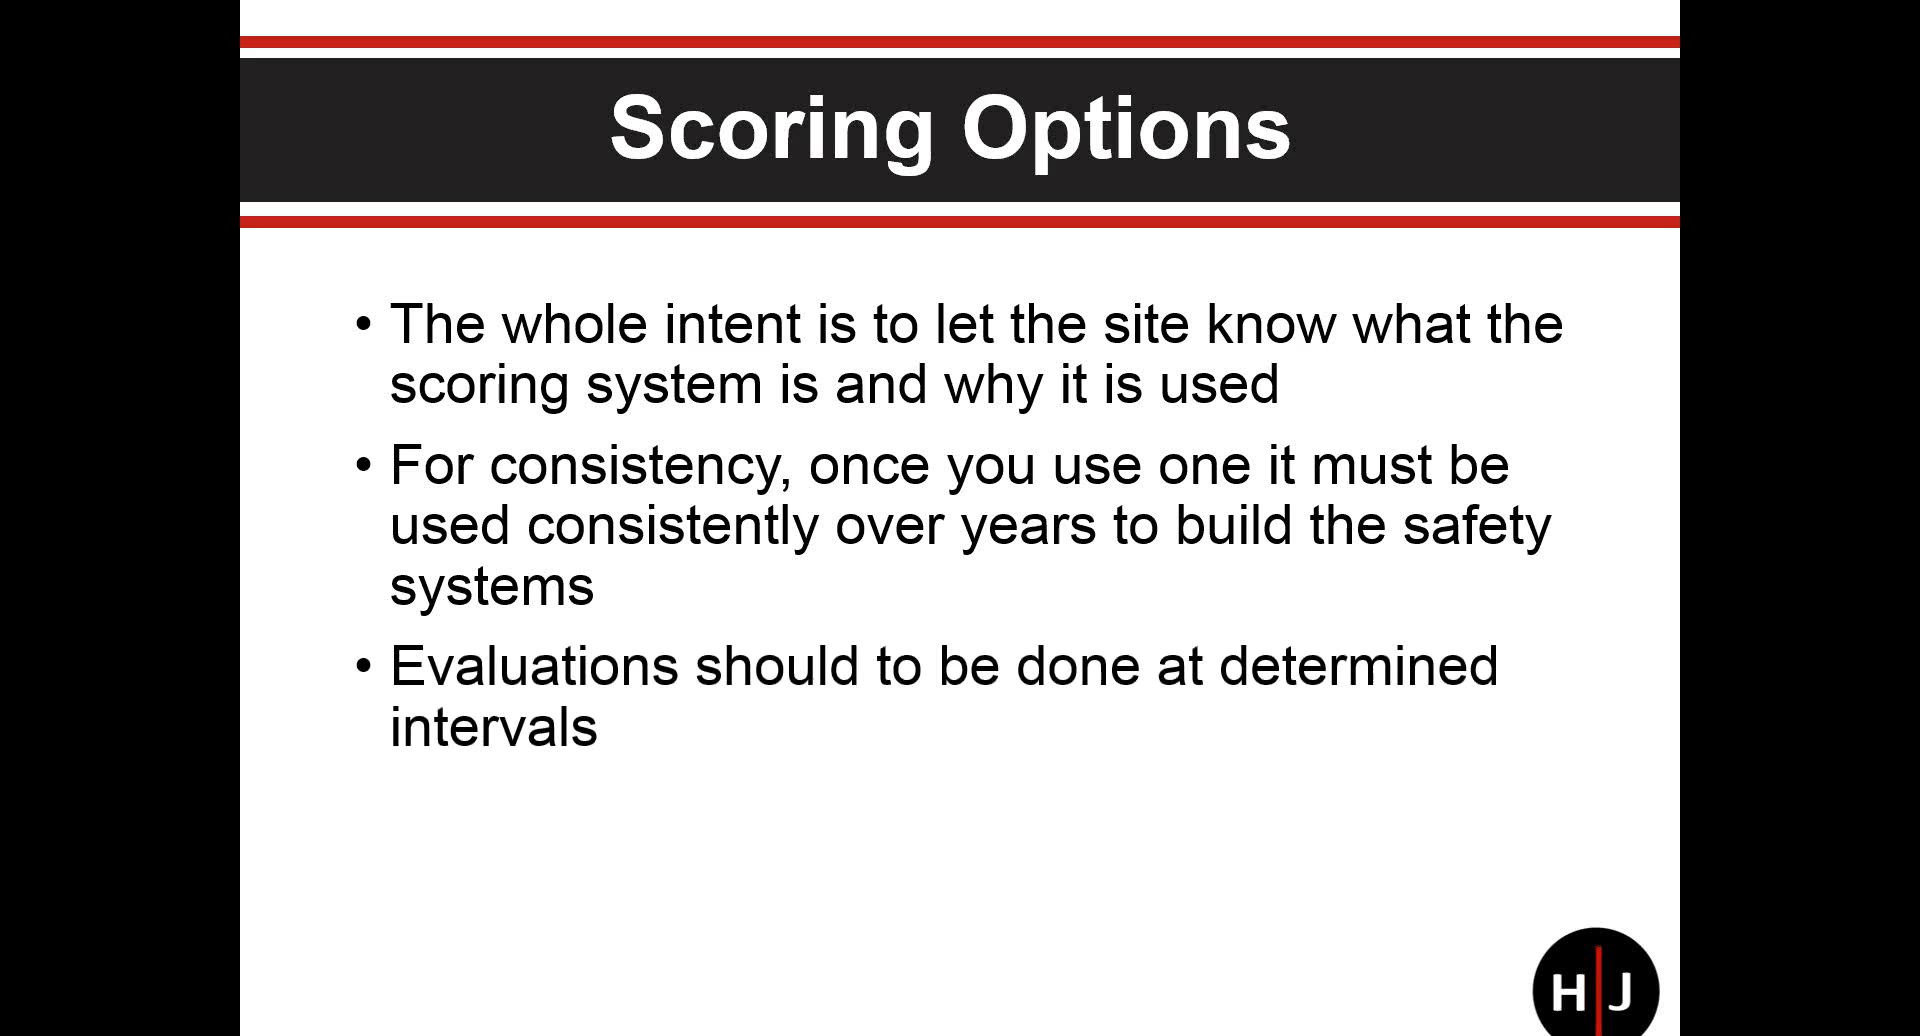 Scoring Options
• The whole intent is to let the site know what the
scoring system is and why it is used
• For consistency, once you use one it must be
used consistently over years to build the safety
systems
• Evaluations should to be done at determined
intervals
H J